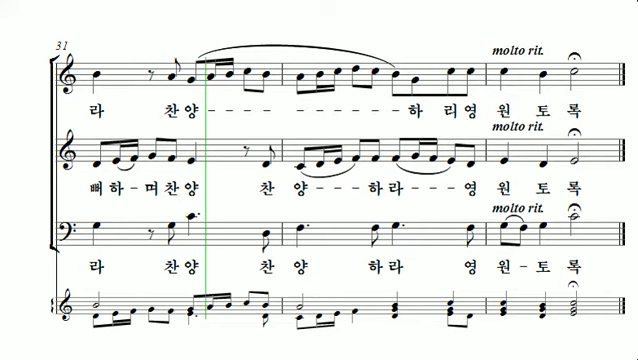 31
molto rit.
라 찬양 - - - - - - - - - - 하 리 영 원 토 록
molto rit.
뻐하 - 며찬양 찬 양 - - - 하라 - - - 영 원 토 록
molto rit.
라 찬양 찬 양 하라 영 원 - 토 록